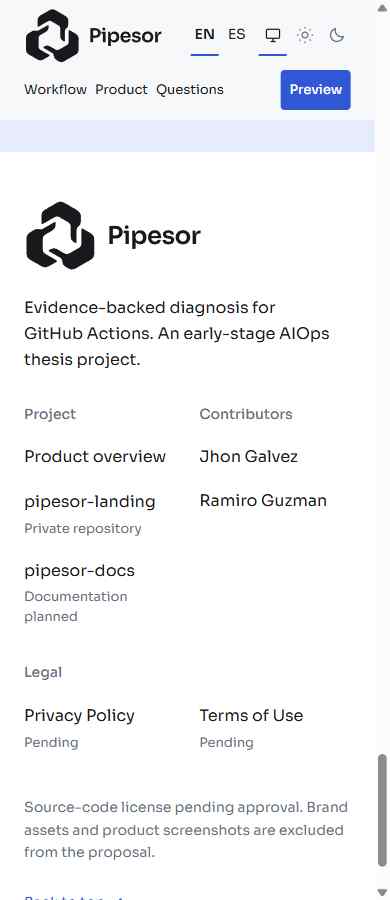 Pipesor
EN ES
Workflow Product Questions
Preview
Pipesor
Evidence-backed diagnosis for
GitHub Actions. An early-stage AIOps
thesis project.
Project
Product overview
pipesor-landing
Private repository
pipesor-docs
Documentation
planned
Contributors
Jhon Galvez
Ramiro Guzman
Legal
Privacy Policy
Pending
Terms of Use
Pending
Source-code license pending approval. Brand
assets and product screenshots are excluded
from the proposal.